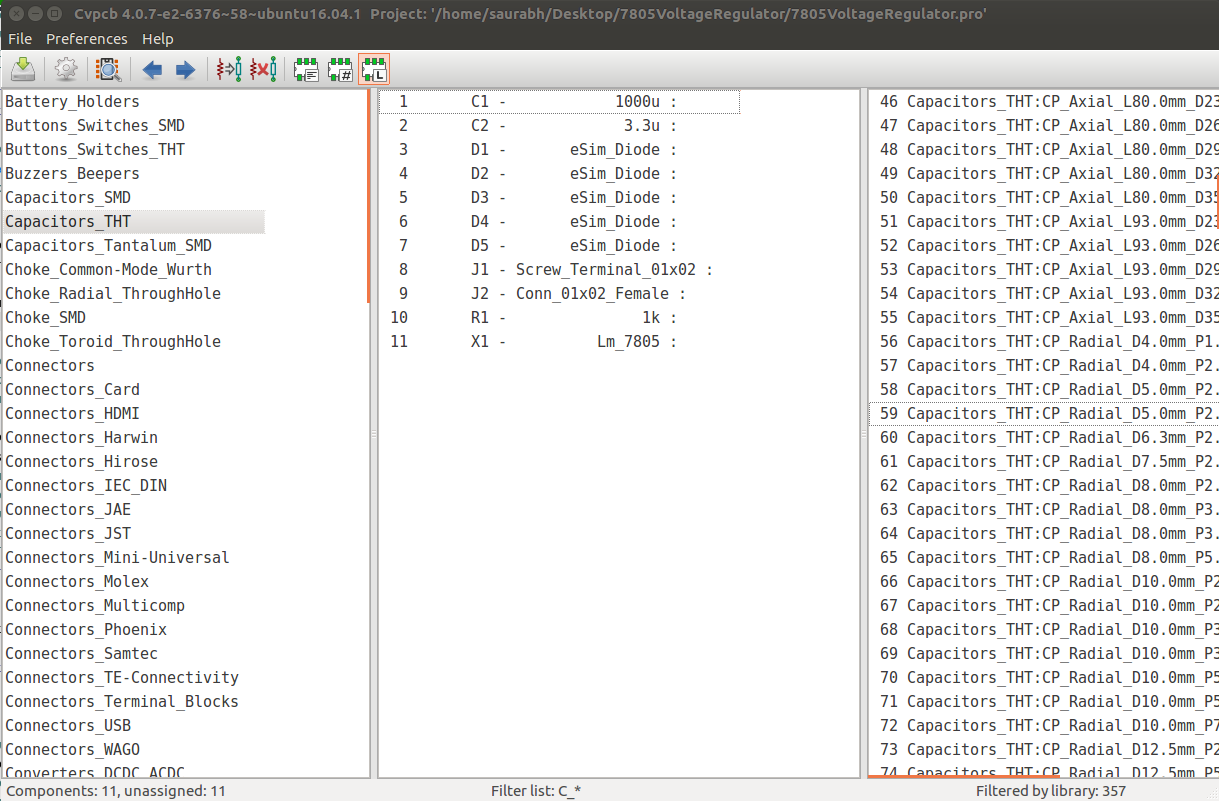 Cvpcb 4.0.7-e2-6376~58~ubuntu16.04.1 Project: '/home/saurabh/Desktop/7805VoltageRegulator/7805VoltageRegulator.pro'
File Preferences Help
Battery_Holders
Buttons_Switches_SMD
Buttons_Switches_THT
Buzzers_Beepers
Capacitors_SMD
Capacitors_THT
Capacitors_Tantalum_SMD
Choke_Common-Mode_Wurth
Choke_Radial_ThroughHole
Choke_SMD
Choke_Toroid_ThroughHole
Connectors
Connectors_Card
Connectors_HDMI
Connectors_Harwin
Connectors_Hirose
Connectors_IEC_DIN
Connectors_JAE
Connectors_JST
Connectors_Mini-Universal
Connectors_Molex
Connectors_Multicomp
Connectors_Phoenix
Connectors_Samtec
Connectors_TE-Connectivity
Connectors_Terminal_Blocks
Connectors_USB
Connectors_WAGO
Converters_DCDC_ACDC
1 C1 - 1000u :
2 C2 - 3.3u :
3 D1 - eSim_Diode :
4 D2 - eSim_Diode :
5 D3 - eSim_Diode :
6 D4 - eSim_Diode :
7 D5 - eSim_Diode :
8 J1 - Screw_Terminal_01x02 :
9 J2 - Conn_01x02_Female :
10 R1 - 1k :
11 X1 - Lm_7805 :
46 Capacitors_THT:CP_Axial_L80.0mm_D23
47 Capacitors_THT:CP_Axial_L80.0mm_D26
48 Capacitors_THT:CP_Axial_L80.0mm_D29
49 Capacitors_THT:CP_Axial_L80.0mm_D32
50 Capacitors_THT:CP_Axial_L80.0mm_D35
51 Capacitors_THT:CP_Axial_L93.0mm_D23
52 Capacitors_THT:CP_Axial_L93.0mm_D26
53 Capacitors_THT:CP_Axial_L93.0mm_D29
54 Capacitors_THT:CP_Axial_L93.0mm_D32
55 Capacitors_THT:CP_Axial_L93.0mm_D35
56 Capacitors_THT:CP_Radial_D4.0mm_P1.
57 Capacitors_THT:CP_Radial_D4.0mm_P2.
58 Capacitors_THT:CP_Radial_D5.0mm_P2.
59 Capacitors_THT:CP_Radial_D5.0mm_P2.
60 Capacitors_THT:CP_Radial_D6.3mm_P2.
61 Capacitors_THT:CP_Radial_D7.5mm_P2.
62 Capacitors_THT:CP_Radial_D8.0mm_P2.
63 Capacitors_THT:CP_Radial_D8.0mm_P3.
64 Capacitors_THT:CP_Radial_D8.0mm_P3.
65 Capacitors_THT:CP_Radial_D8.0mm_P5.
66 Capacitors_THT:CP_Radial_D10.0mm_P2
67 Capacitors_THT:CP_Radial_D10.0mm_P2
68 Capacitors_THT:CP_Radial_D10.0mm_P3
69 Capacitors_THT:CP_Radial_D10.0mm_P3
70 Capacitors_THT:CP_Radial_D10.0mm_P5
71 Capacitors_THT:CP_Radial_D10.0mm_P5
72 Capacitors_THT:CP_Radial_D10.0mm_P7
73 Capacitors_THT:CP_Radial_D12.5mm_P2
74 Capacitors_THT:CP_Radial_D12.5mm_P5
Components: 11, unassigned: 11
Filter list: C_*
Filtered by library: 357